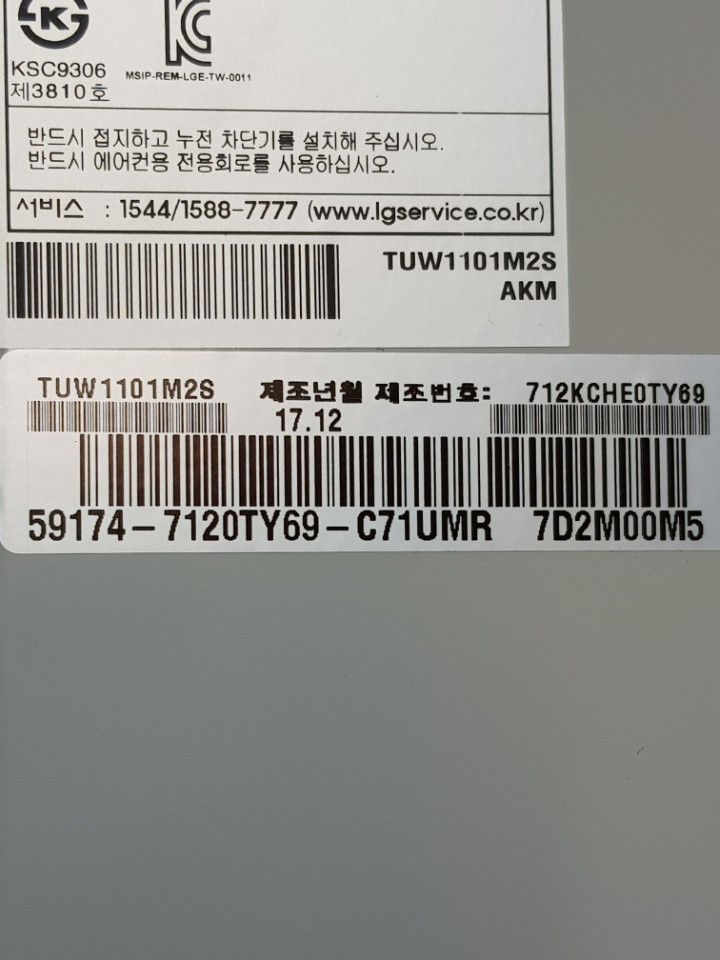 KSC9306
제3810호
MSIP-REM-LGE-TW-0011
반드시 접지하고 누전 차단기를 설치해 주십시오.
반드시 에어컨용 전용회로를 사용하십시오.
서비스 : 1544/1588-7777 (www.lgservice.co.kr)
TUW1101M2S
AKM
TUW1101M2S 제조년월 제조번호: 712KCHE0TY69
17.12
59174-7120TY69-C71UMR 7D2M00M5